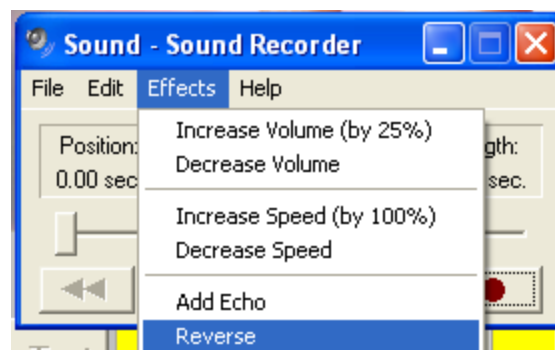 Sound - Sound Recorder
File Edit Effects Help
Position:
0.00 sec
gth:
sec.
Increase Volume (by 25%)
Decrease Volume
Increase Speed (by 100%)
Decrease Speed
Add Echo
Reverse